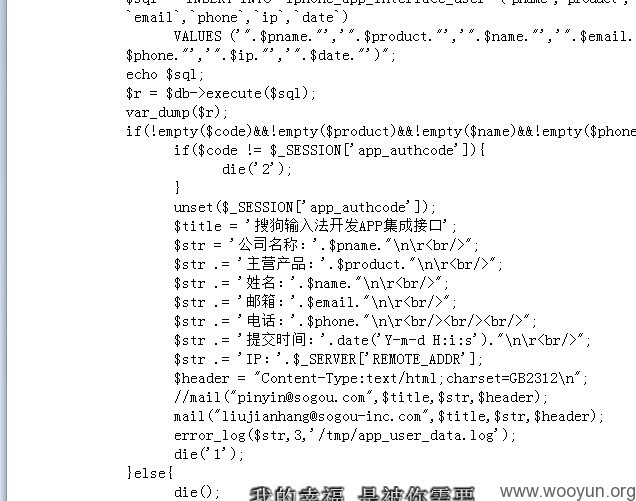 $sql = "INSERT INTO `iphone_app_interface_user` (`pname`,`product`,
`email`,`phone`,`ip`,`date`)
VALUES ('".$pname."','".$product."','".$name."','".$email.
$phone."','".$ip."','".$date."')";
echo $sql;
$r = $db->execute($sql);
var_dump($r);
if(!empty($code)&&!empty($product)&&!empty($name)&&!empty($phone
if($code != $_SESSION['app_authcode']){
die('2');
}
unset($_SESSION['app_authcode']);
$title = '搜狗输入法开发APP集成接口';
$str = '公司名称：'.$pname."\n\r<br/>";
$str .= '主营产品：'.$product."\n\r<br/>";
$str .= '姓名：'.$name."\n\r<br/>";
$str .= '邮箱：'.$email."\n\r<br/>";
$str .= '电话：'.$phone."\n\r<br/><br/><br/>";
$str .= '提交时间：'.date('Y-m-d H:i:s')."\n\r<br/>";
$str .= 'IP：'.$_SERVER['REMOTE_ADDR'];
$header = "Content-Type:text/html;charset=GB2312\n";
//mail("pinyin@sogou.com",$title,$str,$header);
mail("liujianhang@sogou-inc.com",$title,$str,$header);
error_log($str,3,'/tmp/app_user_data.log');
die('1');
}else{
die();
我的幸福 是被你需要
www.wooyun.org